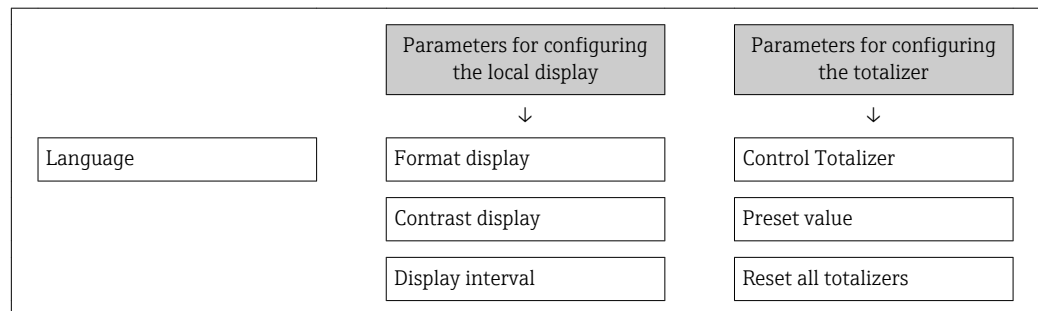 Parameters for configuring
the local display
Parameters for configuring
the totalizer
↓
↓
Language
Format display
Control Totalizer
Contrast display
Preset value
Display interval
Reset all totalizers